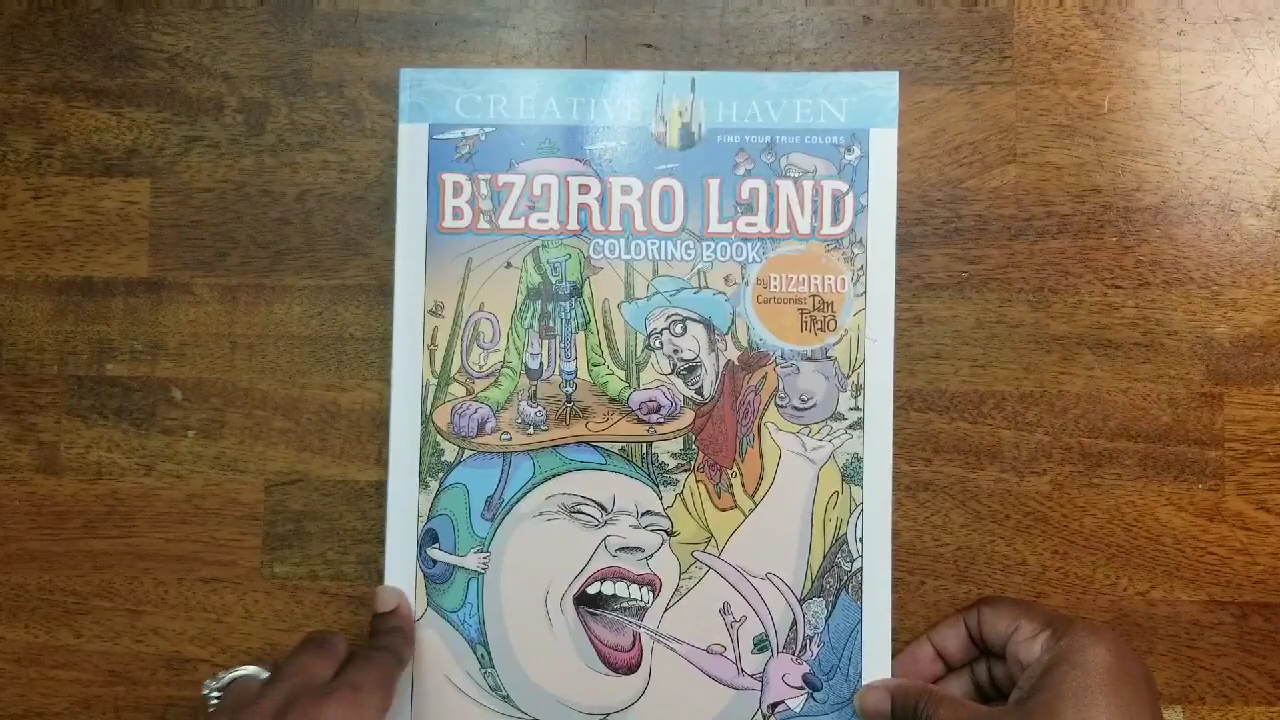 CREATIVE HAVEN
FIND YOUR TRUE COLORS
BIZaRRO LaND
COLORING BOOK
by BIZaRRO
Cartoonist Dan
PiRaRo